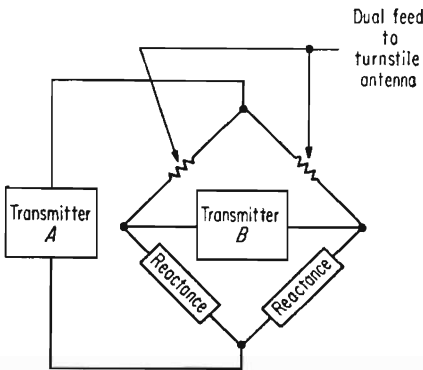 Dual feed
to
turnstile
antenna
Transmitter
A
Transmitter
B
Reactance
Reactance